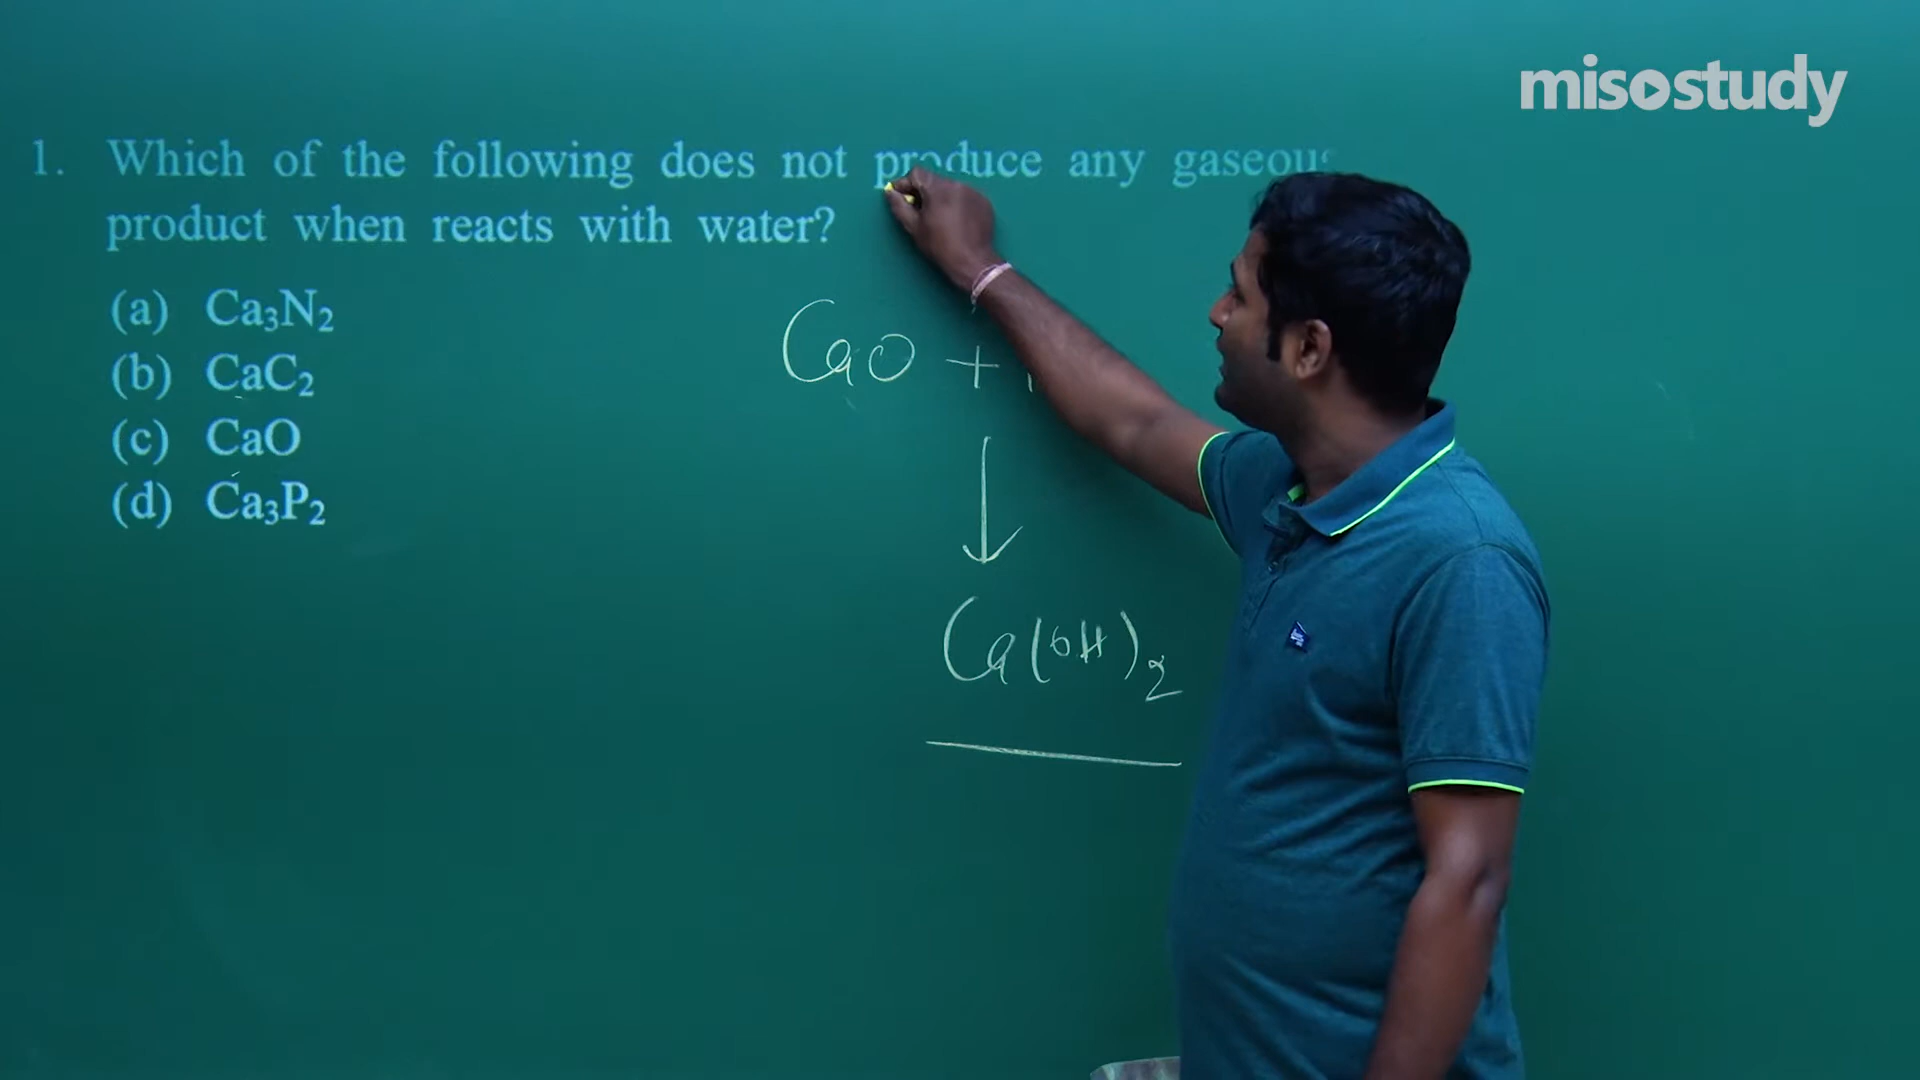 misostudy
1. Which of the following does not produce any gaseous
product when reacts with water?
(a) Ca₃N₂
(b) CaC₂
(c) CaO
(d) Ca₃P₂
CaO +
↓
Ca(OH)₂